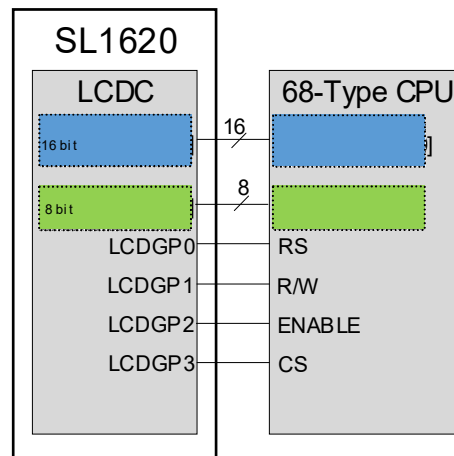 SL1620
LCDC
68-Type CPU
16 bit
]
16
]
8 bit
]
8
LCDGP0
RS
LCDGP1
R/W
LCDGP2
ENABLE
LCDGP3
CS